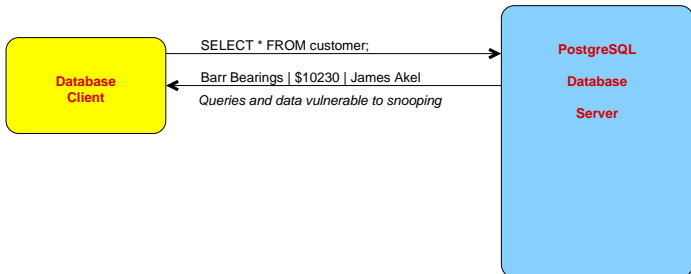 SELECT * FROM customer;
Barr Bearings | $10230 | James Akel
Queries and data vulnerable to snooping
Database
Client
PostgreSQL
Database
Server